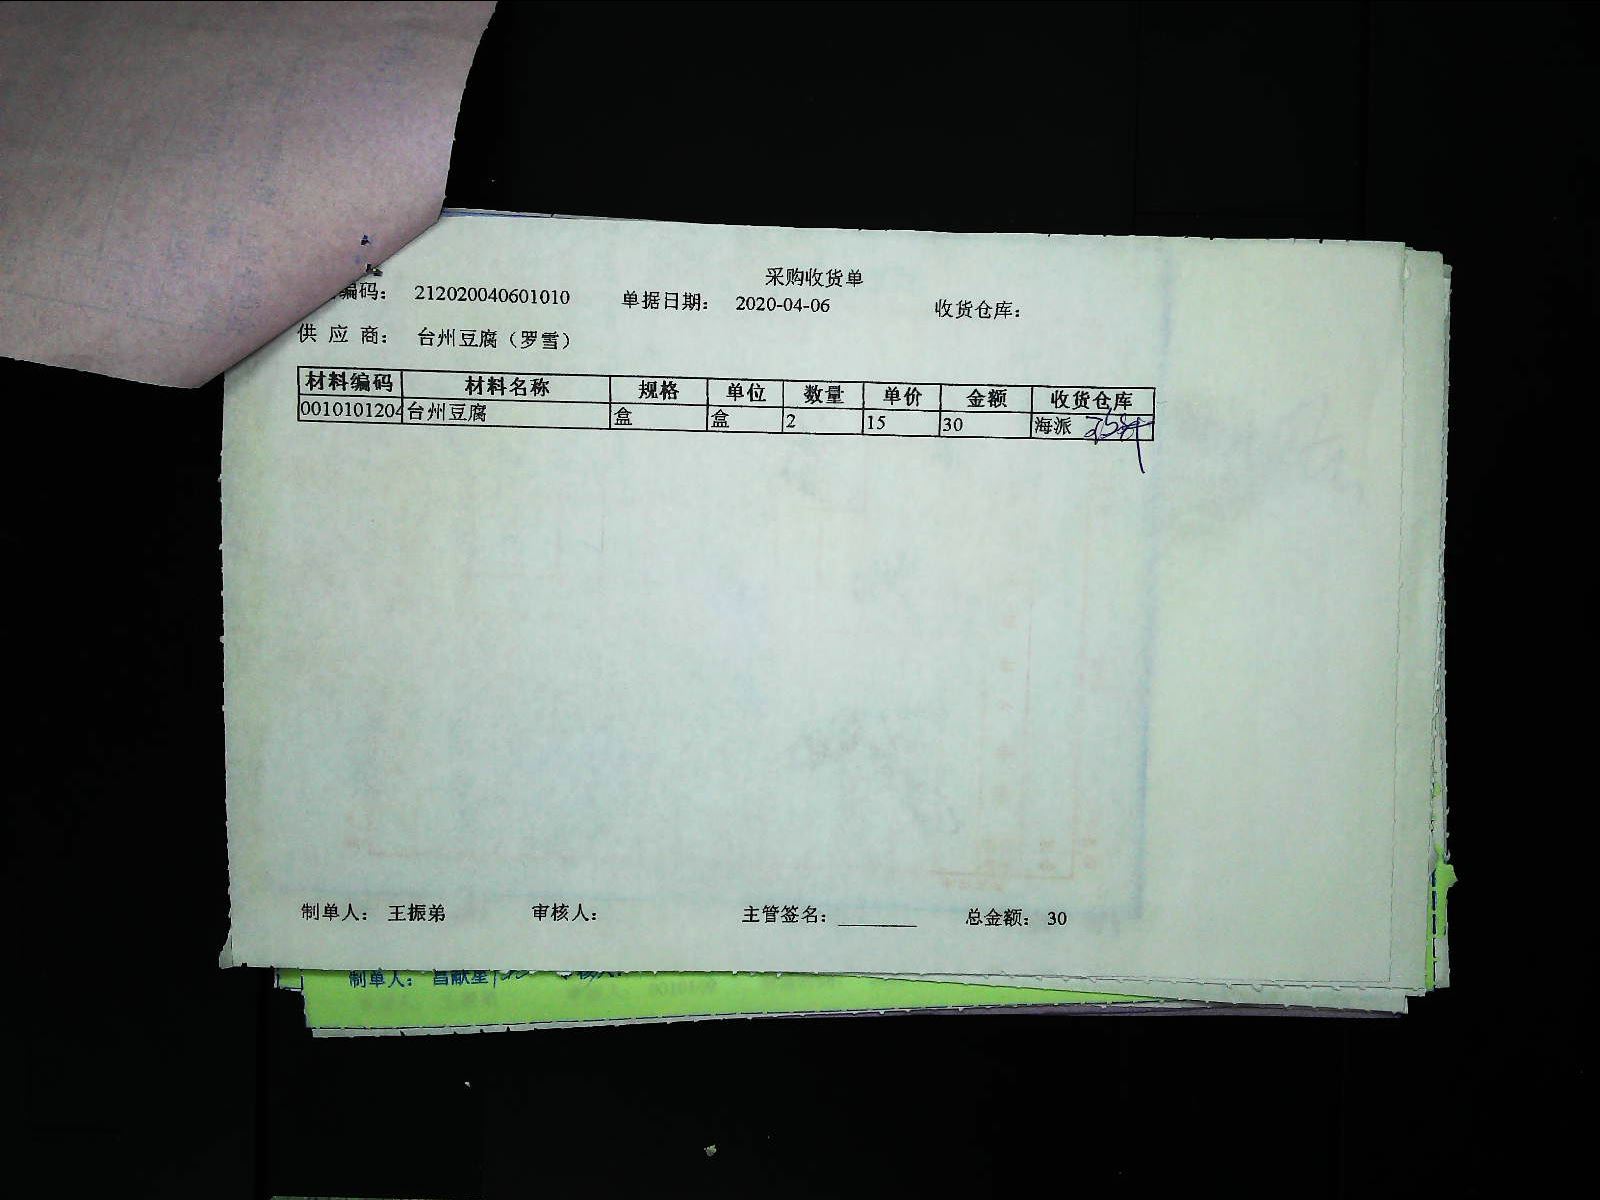 采购收货单
编码： 212020040601010 单据日期： 2020-04-06 收货仓库：
供 应 商： 台州豆腐（罗雪）
材料编码 材料名称 规格 单位 数量 单价 金额 收货仓库
0010101204 台州豆腐 盒 盒 2 15 30 海派
制单人： 王振弟 审核人： 主管签名：________ 总金额： 30
制单人：